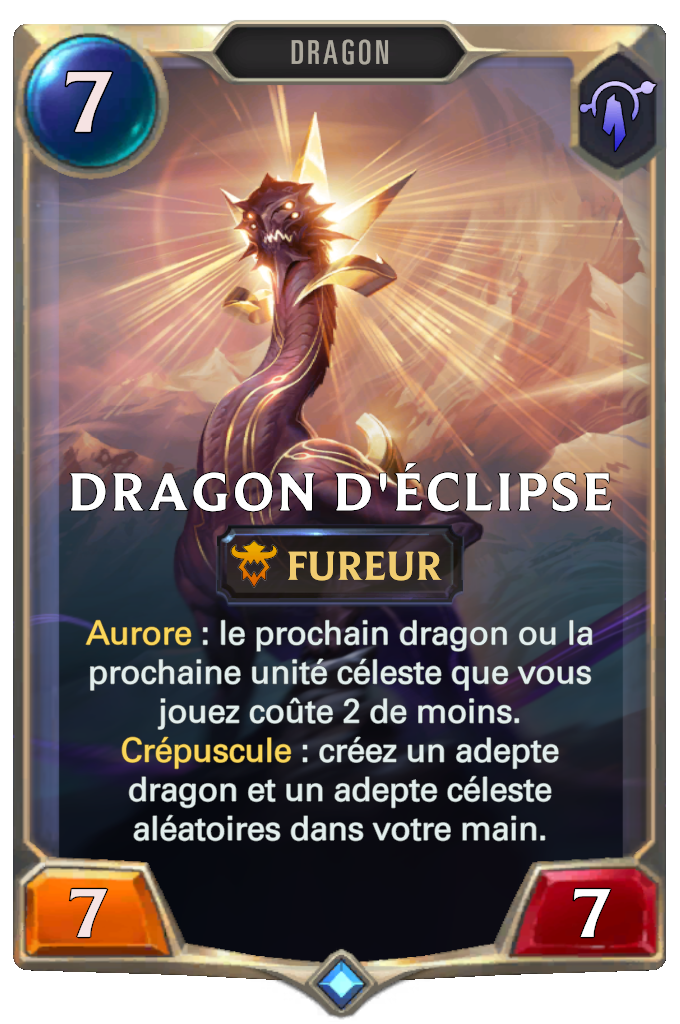 DRAGON
7
DRAGON D'ÉCLIPSE
FUREUR
Aurore : le prochain dragon ou la
prochaine unité céleste que vous
jouez coûte 2 de moins.
Crépuscule : créez un adepte
dragon et un adepte céleste
aléatoires dans votre main.
7
7